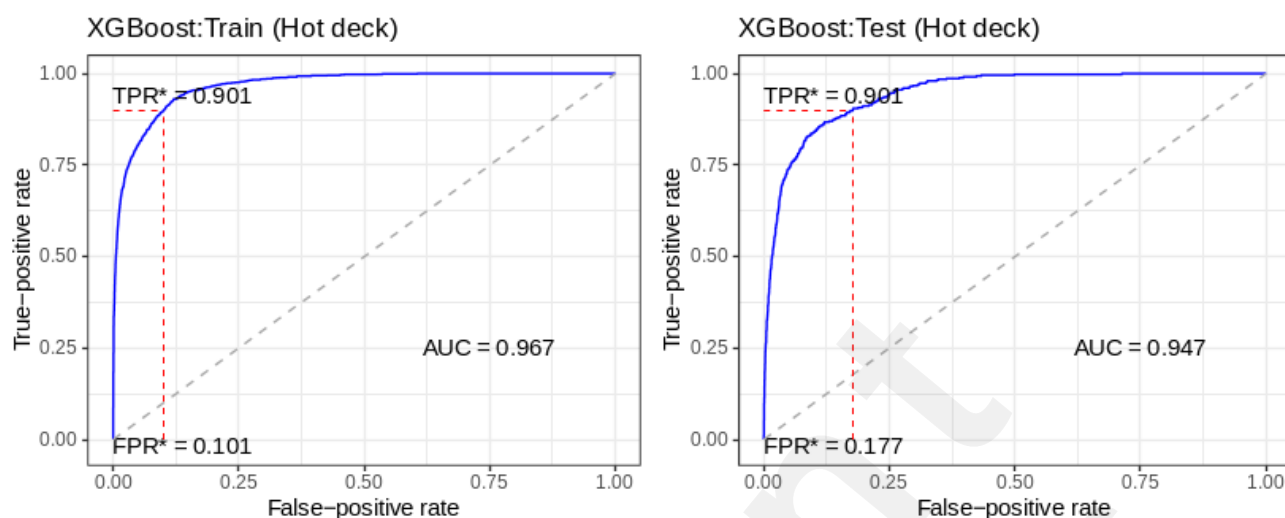 XGBoost:Train (Hot deck)
1.00
TPR* = 0.901
0.75
0.50
0.25
AUC = 0.967
0.00
FPR* = 0.101
0.00 0.25 0.50 0.75 1.00
False−positive rate
True−positive rate
XGBoost:Test (Hot deck)
1.00
TPR* = 0.901
0.75
0.50
0.25
AUC = 0.947
0.00
FPR* = 0.177
0.00 0.25 0.50 0.75 1.00
False−positive rate
True−positive rate